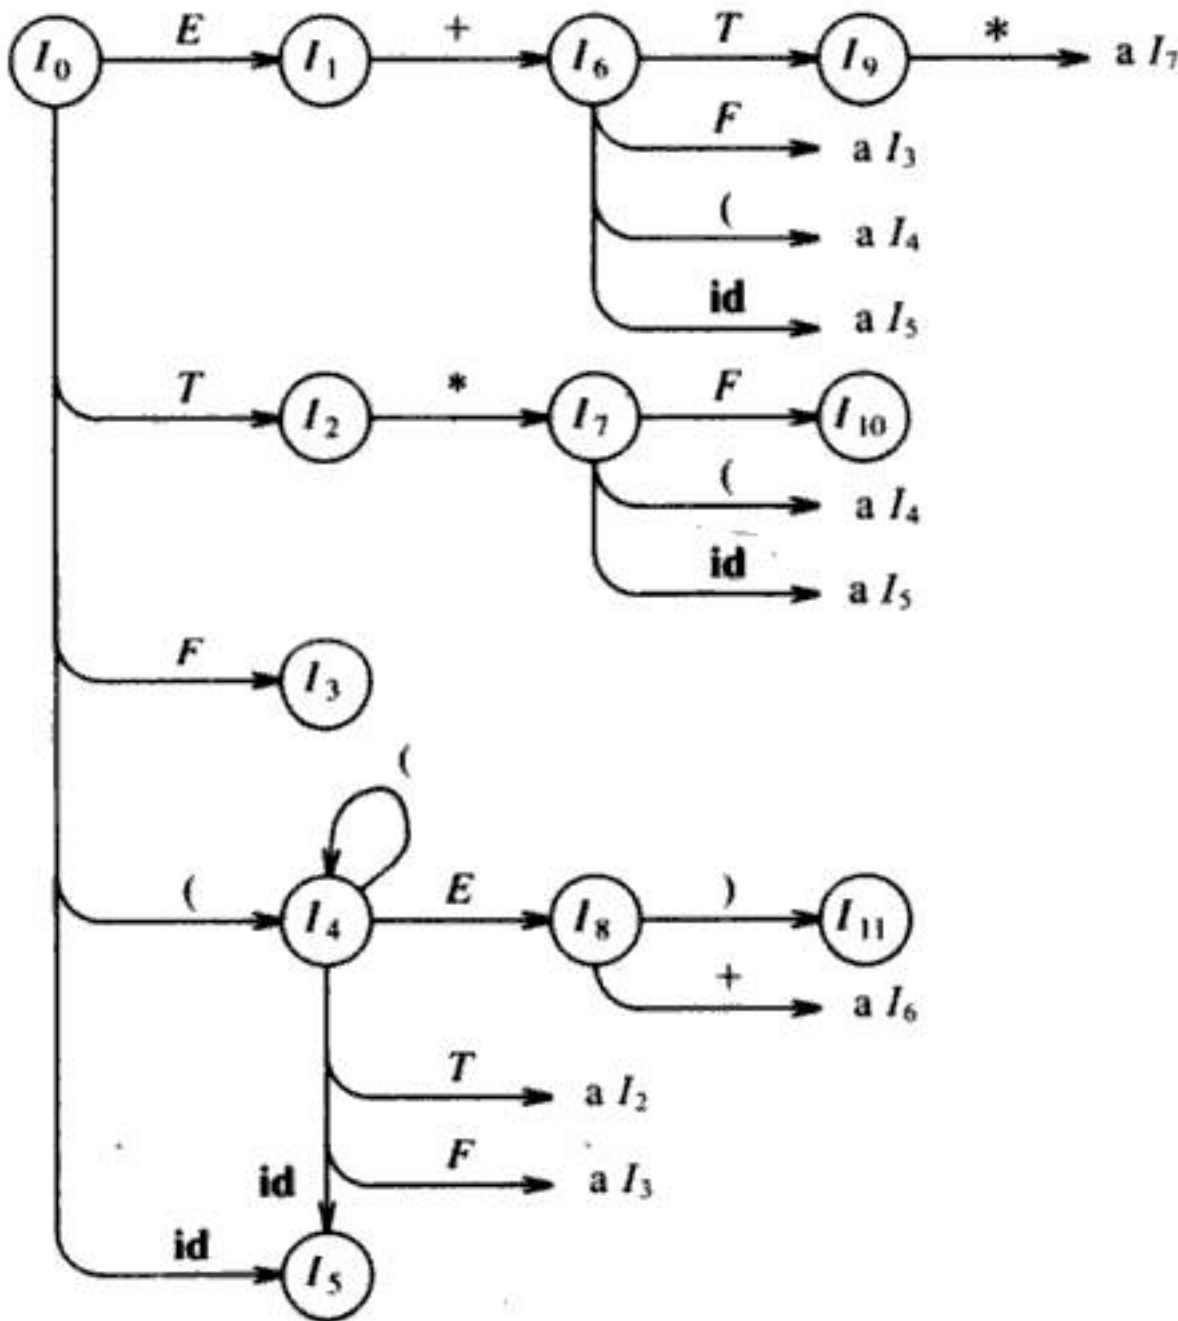 E + T *
I₀ I₁ I₆ I₉ a I₇
F
a I₃
(
a I₄
id
a I₅
T * F
I₂ I₇ I₁₀
(
a I₄
id
a I₅
F
I₃
(
( E )
I₄ I₈ I₁₁
+
a I₆
T
a I₂
F
a I₃
id
id
I₅